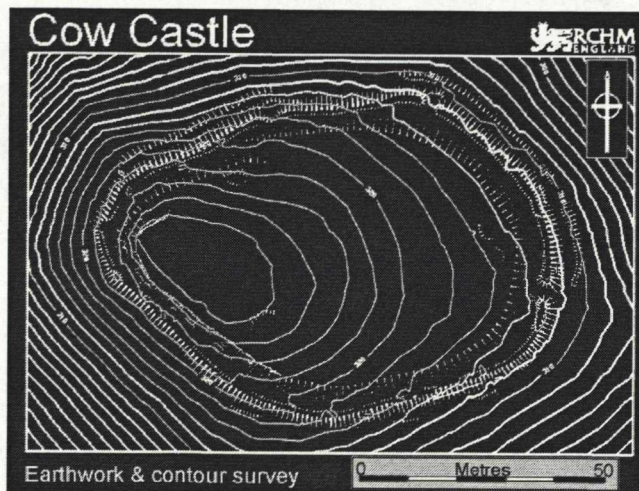 Cow Castle
RCHM
ENGLAND
Earthwork & contour survey
Metres
0 50